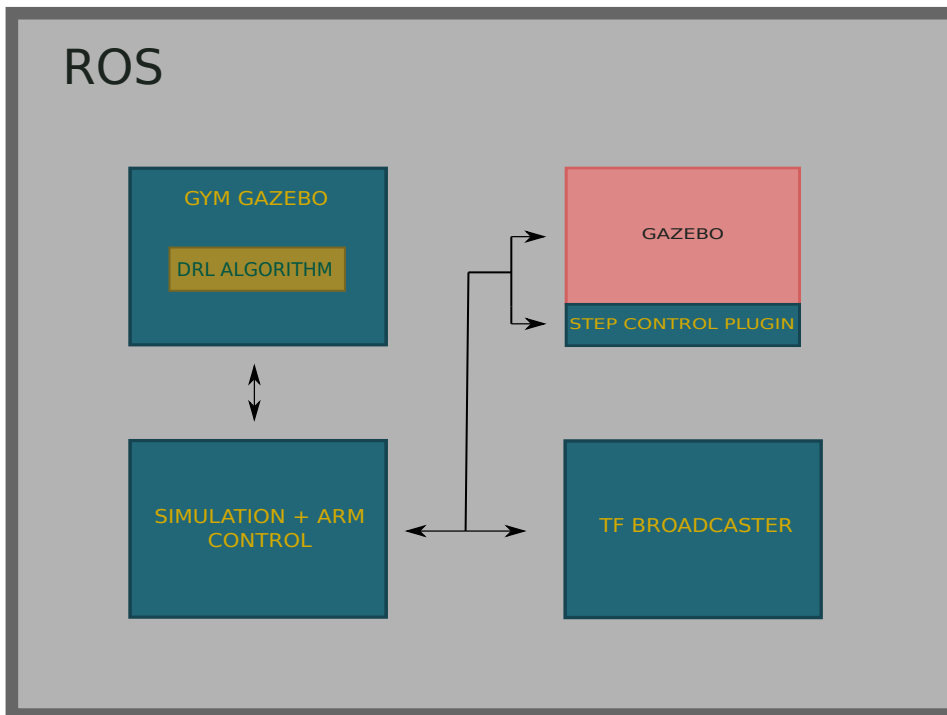 ROS
GYM GAZEBO
DRL ALGORITHM
GAZEBO
STEP CONTROL PLUGIN
SIMULATION + ARM
CONTROL
TF BROADCASTER